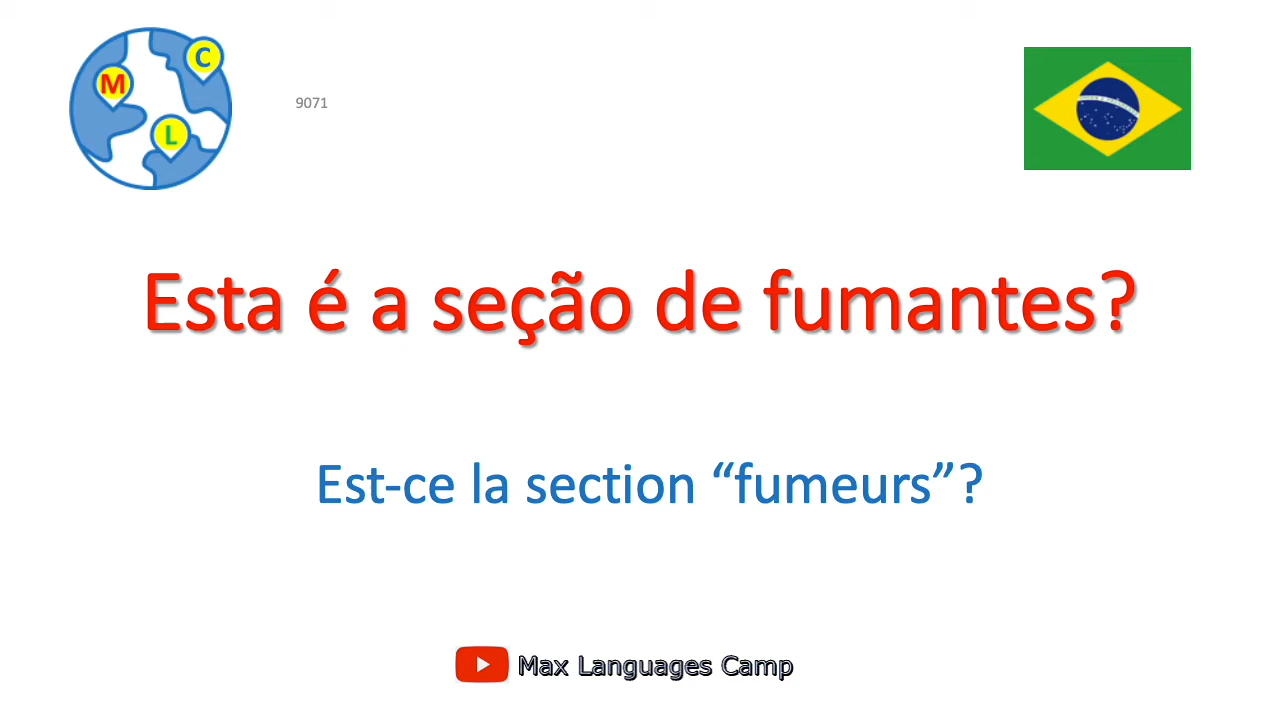 C
M
L
9071
Esta é a seção de fumantes?
Est-ce la section “fumeurs”?
Max Languages Camp